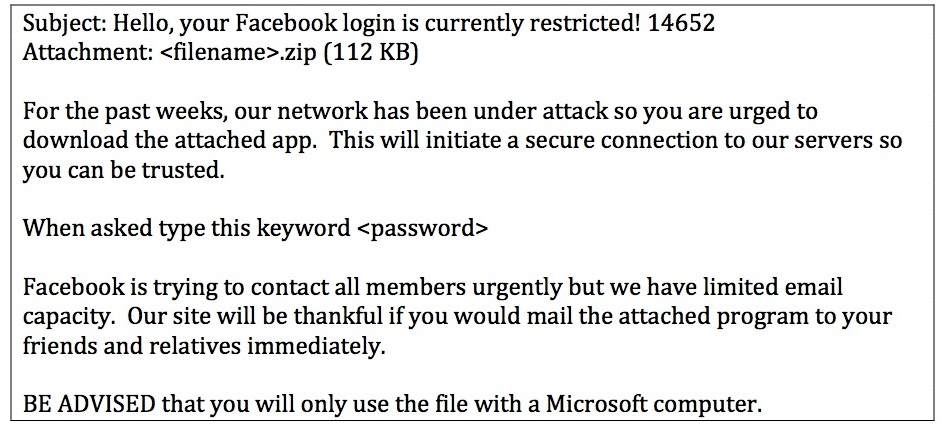 Subject: Hello, your Facebook login is currently restricted! 14652
Attachment: <filename>.zip (112 KB)
For the past weeks, our network has been under attack so you are urged to
download the attached app.  This will initiate a secure connection to our servers so
you can be trusted.
When asked type this keyword <password>
Facebook is trying to contact all members urgently but we have limited email
capacity.  Our site will be thankful if you would mail the attached program to your
friends and relatives immediately.
BE ADVISED that you will only use the file with a Microsoft computer.